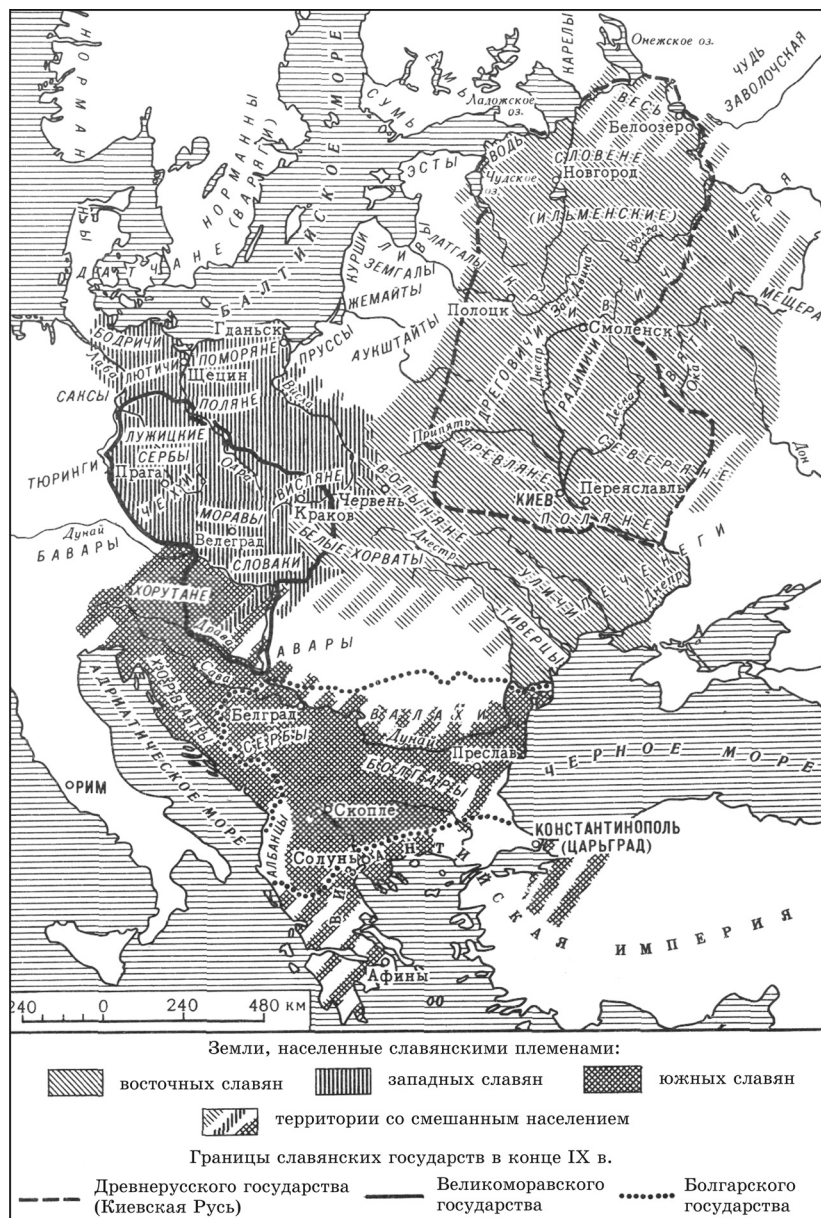 Онежское оз.
КАРЕЛЫ
ЧУДЬ
ЗАВОЛОЧСКАЯ
НОРМАННЫ
(ВАРЯГИ)
БАЛТИЙСКОЕ МОРЕ
СУМЬ
ЕМЬ
Ладожское
оз.
ВЕСЬ
Белоозеро
ВОДЬ
ЭСТЫ
Чудское
оз.
СЛОВЕНЕ
Новгород
(ИЛЬМЕНСКИЕ)
МЕРЯ
Волга
МЕЩЕРА
ДАТЧАНЕ
КУРШИ
ЛИВЫ
ЗЕМГАЛЫ
ЛАТГАЛЫ
ЖЕМАЙТЫ
АУКШТАЙТЫ
ПРУССЫ
КРИВИЧИ
Зап. Двина
Полоцк
Смоленск
ВЯТИЧИ
Ока
ДРЕГОВИЧИ
Днепр
РАДИМИЧИ
Десна
Гданьск
БОДРИЧИ
Лаба
ЛЮТИЧИ
ПОМОРЯНЕ
Щецин
Висла
ПОЛЯНЕ
САКСЫ
ЛУЖИЦКИЕ
СЕРБЫ
ТЮРИНГИ
Прага
ЧЕХИ
Одра
ВИСЛЯНЕ
Краков
Червень
МОРАВЫ
Велеград
СЛОВАКИ
Припять
ДРЕВЛЯНЕ
СЕВЕРЯНЕ
Дон
КИЕВ
Переяславль
ПОЛЯНЕ
ВОЛЫНЯНЕ
БЕЛЫЕ ХОРВАТЫ
Днестр
УЛИЧИ
ПЕЧЕНЕГИ
Днепр
ТИВЕРЦЫ
Дунай
БАВАРЫ
ХОРУТАНЕ
Драва
АВАРЫ
Сава
ХОРВАТЫ
АДРИАТИЧЕСКОЕ МОРЕ
Белград
СЕРБЫ
ВАЛАХИ
Дунай
Преслав
БОЛГАРЫ
ЧЕРНОЕ МОРЕ
РИМ
Скопле
АЛБАНЦЫ
Солунь
КОНСТАНТИНОПОЛЬ
(ЦАРЬГРАД)
ВИЗАНТИЙСКАЯ ИМПЕРИЯ
Афины
240 0 240 480 км
Земли, населенные славянскими племенами:
восточных славян западных славян южных славян
территории со смешанным населением
Границы славянских государств в конце IX в.
Древнерусского государства
(Киевская Русь)
Великоморавского
государства
Болгарского
государства